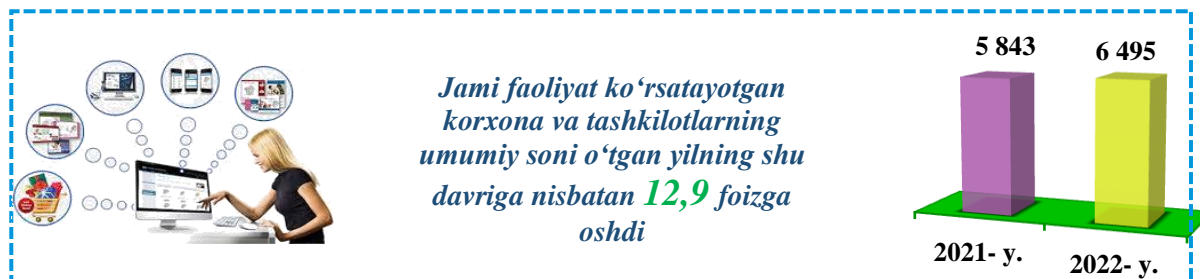 Jami faoliyat ko‘rsatayotgan
korxona va tashkilotlarning
umumiy soni o‘tgan yilning shu
davriga nisbatan 12,9 foizga
oshdi
5 843
6 495
2021- y.
2022- y.